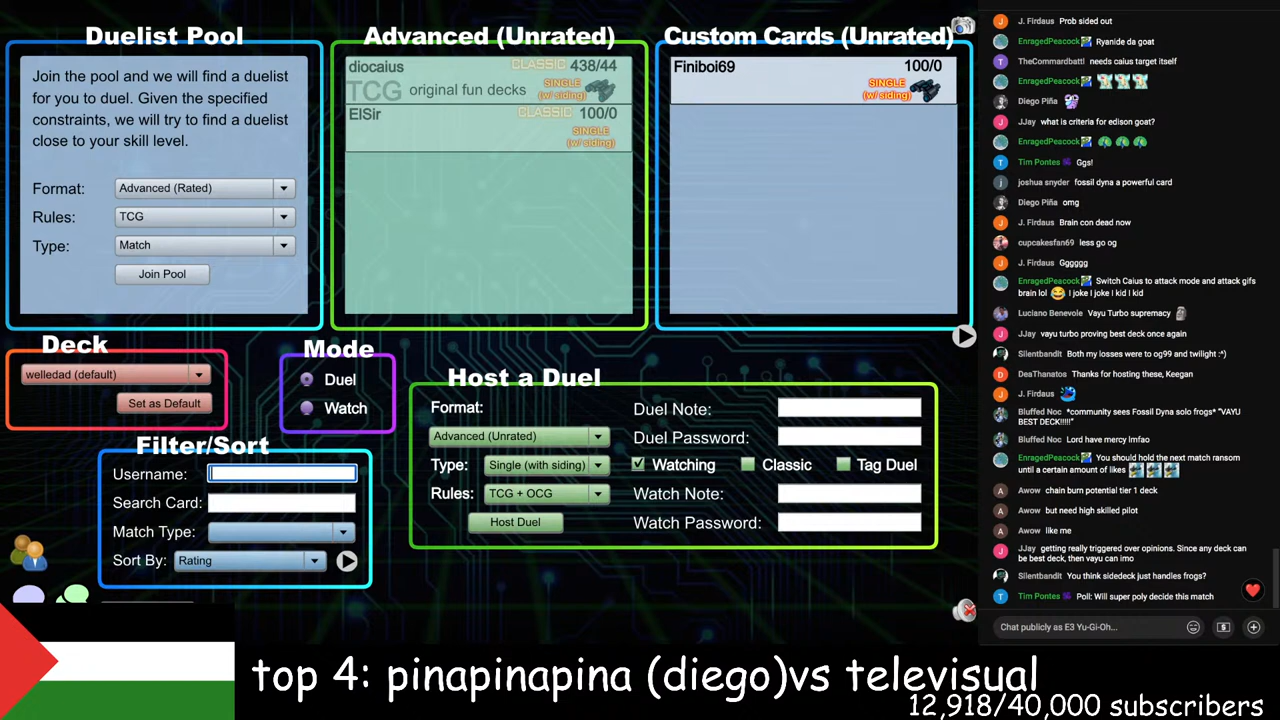 Duelist Pool
Join the pool and we will find a duelist
for you to duel. Given the specified
constraints, we will try to find a duelist
close to your skill level.
Format: Advanced (Rated)
Rules: TCG
Type: Match
Join Pool
Advanced (Unrated)
diocaius CLASSIC 438/44
TCG original fun decks SINGLE
(w/ siding)
ElSir CLASSIC 100/0
SINGLE
(w/ siding)
Custom Cards (Unrated)
Finiboi69 100/0
SINGLE
(w/ siding)
Deck
welledad (default)
Set as Default
Mode
Duel
Watch
Filter/Sort
Username:
Search Card:
Match Type:
Sort By: Rating
Host a Duel
Format:
Advanced (Unrated)
Type: Single (with siding)
Rules: TCG + OCG
Host Duel
Duel Note:
Duel Password:
Watching Classic Tag Duel
Watch Note:
Watch Password:
J. Firdaus Prob sided out
EnragedPeacock Ryanide da goat
TheCommardbattl needs caius target itself
EnragedPeacock
Diego Piña
JJay what is criteria for edison goat?
EnragedPeacock
Tim Pontes Ggs!
joshua snyder fossil dyna a powerful card
Diego Piña omg
J. Firdaus Brain con dead now
cupcakesfan69 less go og
J. Firdaus Gggggg
EnragedPeacock Switch Caius to attack mode and attack gifs
brain lol I joke I joke I kid I kid
Luciano Benevole Vayu Turbo supremacy
JJay vayu turbo proving best deck once again
Silentbandit Both my losses were to og99 and twilight :^)
DeaThanatos Thanks for hosting these, Keegan
J. Firdaus
Bluffed Noc *community sees Fossil Dyna solo frogs* "VAYU
BEST DECK!!!!!"
Bluffed Noc Lord have mercy lmfao
EnragedPeacock You should hold the next match ransom
until a certain amount of likes
Awow chain burn potential tier 1 deck
Awow but need high skilled pilot
Awow like me
JJay getting really triggered over opinions. Since any deck can
be best deck, then vayu can imo
Silentbandit You think sidedeck just handles frogs?
Tim Pontes Poll: Will super poly decide this match
Chat publicly as E3 Yu-Gi-Oh...
top 4: pinapinapina (diego)vs televisual
12,918/40,000 subscribers